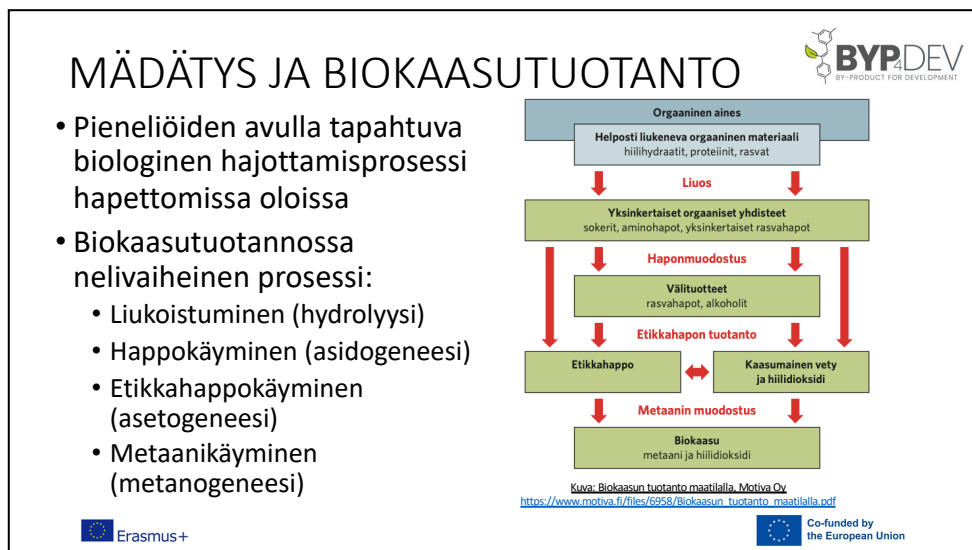 MÄDÄTYS JA BIOKAASUTUOTANTO
BYP4DEV
BY-PRODUCT FOR DEVELOPMENT
• Pieneliöiden avulla tapahtuva
biologinen hajottamisprosessi
hapettomissa oloissa
• Biokaasutuotannossa
nelivaiheinen prosessi:
• Liukoistuminen (hydrolyysi)
• Happokäyminen (asidogeneesi)
• Etikkahappokäyminen
(asetogeneesi)
• Metaanikäyminen
(metanogeneesi)
Orgaaninen aines
Helposti liukeneva orgaaninen materiaali
hiilihydraatit, proteiinit, rasvat
Liuos
Yksinkertaiset orgaaniset yhdisteet
sokerit, aminohapot, yksinkertaiset rasvahapot
Haponmuodostus
Välituotteet
rasvahapot, alkoholit
Etikkahapon tuotanto
Etikkahappo
Kaasumainen vety
ja hiilidioksidi
Metaanin muodostus
Biokaasu
metaani ja hiilidioksidi
Kuva: Biokaasun tuotanto maatilalla, Motiva Oy
https://www.motiva.fi/files/6958/Biokaasun_tuotanto_maatilalla.pdf
Erasmus+
Co-funded by
the European Union